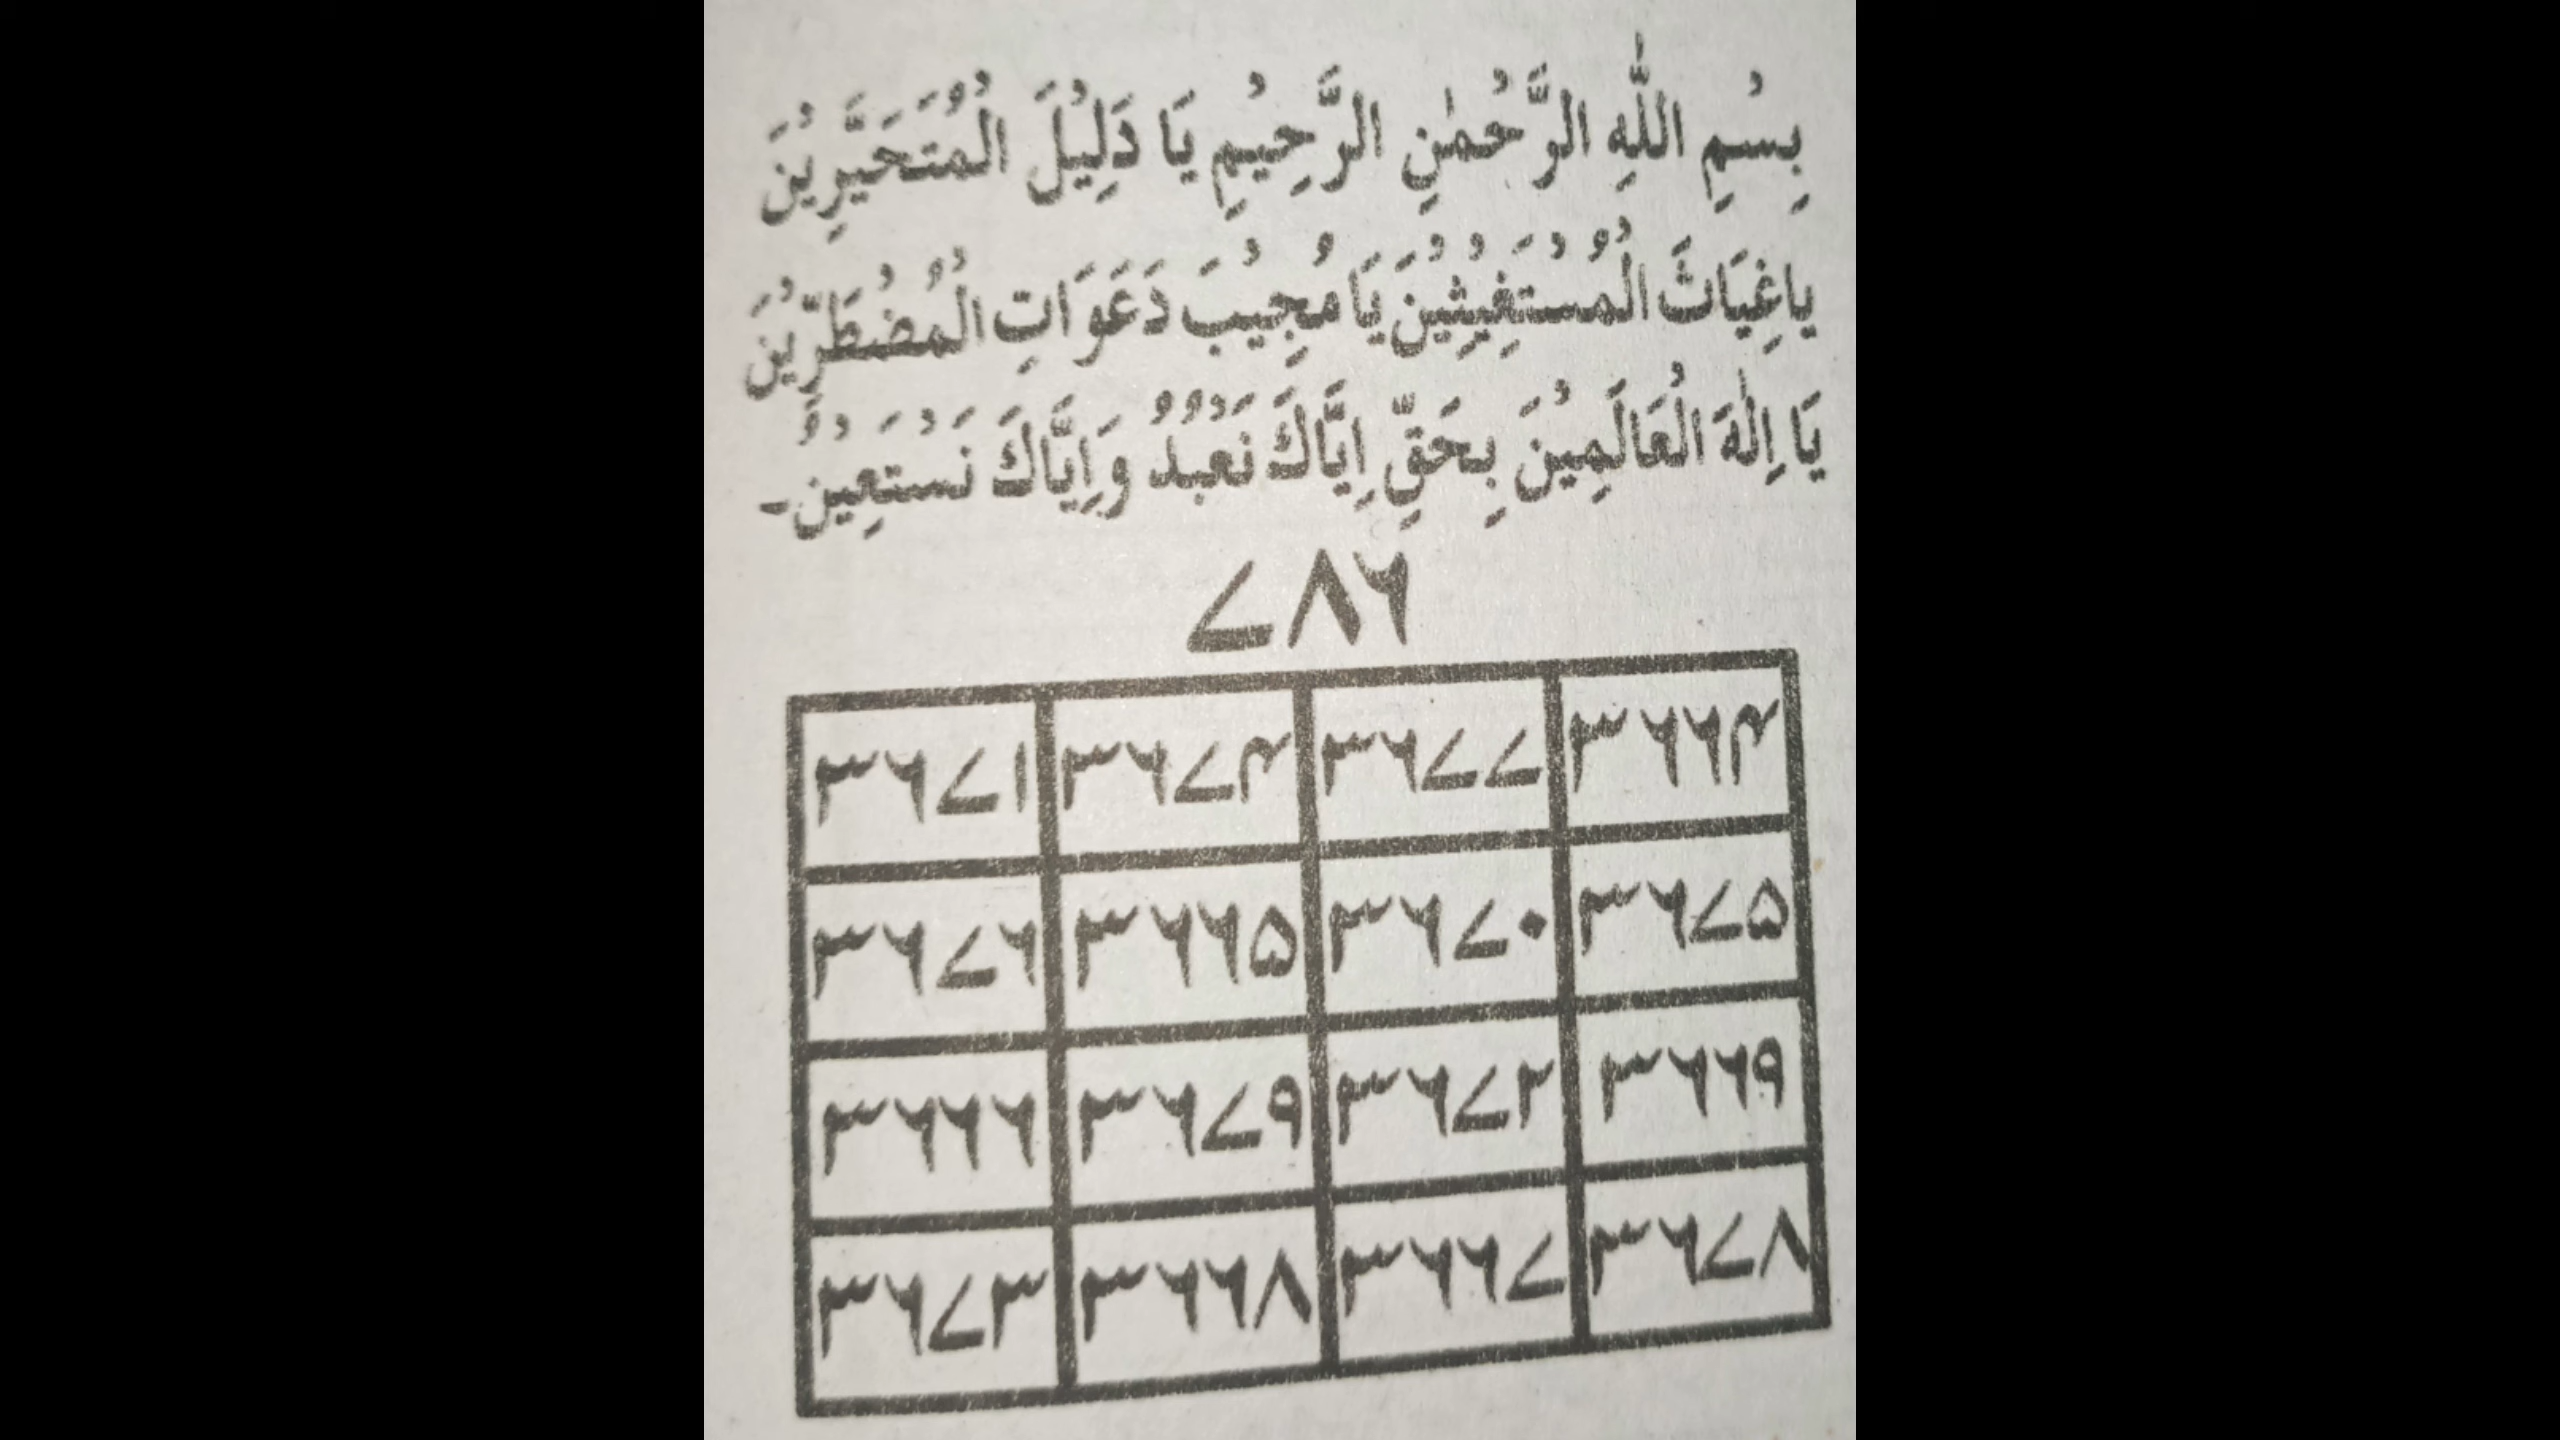 بِسْمِ اللّٰهِ الرَّحْمٰنِ الرَّحِيْمِ يَا دَلِيْلَ الْمُتَحَيَّرِيْنَ
يا غِيَاثَ الْمُسْتَغِيْثِيْنَ يَا مُجِيْبَ دَعَوَاتِ الْمُضْطَرِّيْنَ
يَا اِلٰهَ الْعَالَمِيْنَ بِحَقِّ اِيَّاكَ نَعْبُدُ وَاِيَّاكَ نَسْتَعِيْنُ۔
۷۸۶
۳۶۶۴ ۳۶۷۷ ۳۶۷۴ ۳۶۷۱
۳۶۷۵ ۳۶۷۰ ۳۶۶۵ ۳۶۷۶
۳۶۶۹ ۳۶۷۲ ۳۶۷۹ ۳۶۶۶
۳۶۷۸ ۳۶۶۷ ۳۶۶۸ ۳۶۷۳